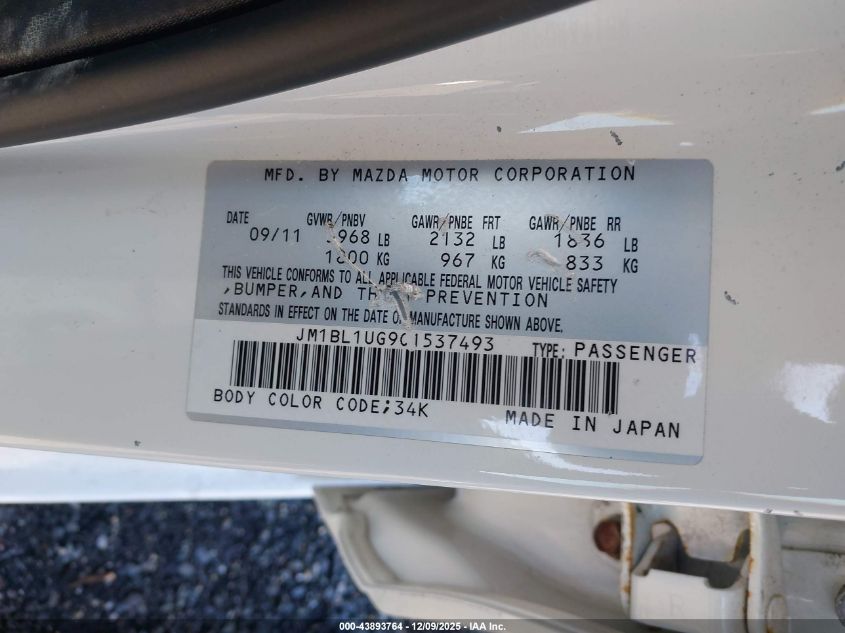 MFD. BY MAZDA MOTOR CORPORATION
DATE GVWR/PNBV GAWR/PNBE FRT GAWR/PNBE RR
09/11 968 LB 2132 LB 1836 LB
1800 KG 967 KG 833 KG
THIS VEHICLE CONFORMS TO ALL APPLICABLE FEDERAL MOTOR VEHICLE SAFETY
,BUMPER,AND PREVENTION
STANDARDS IN EFFECT ON THE DATE OF MANUFACTURE SHOWN ABOVE.
JM1BL1UG9C1537493 TYPE: PASSENGER
BODY COLOR CODE;34K MADE IN JAPAN
000-43893764 - 12/09/2025 - IAA Inc.